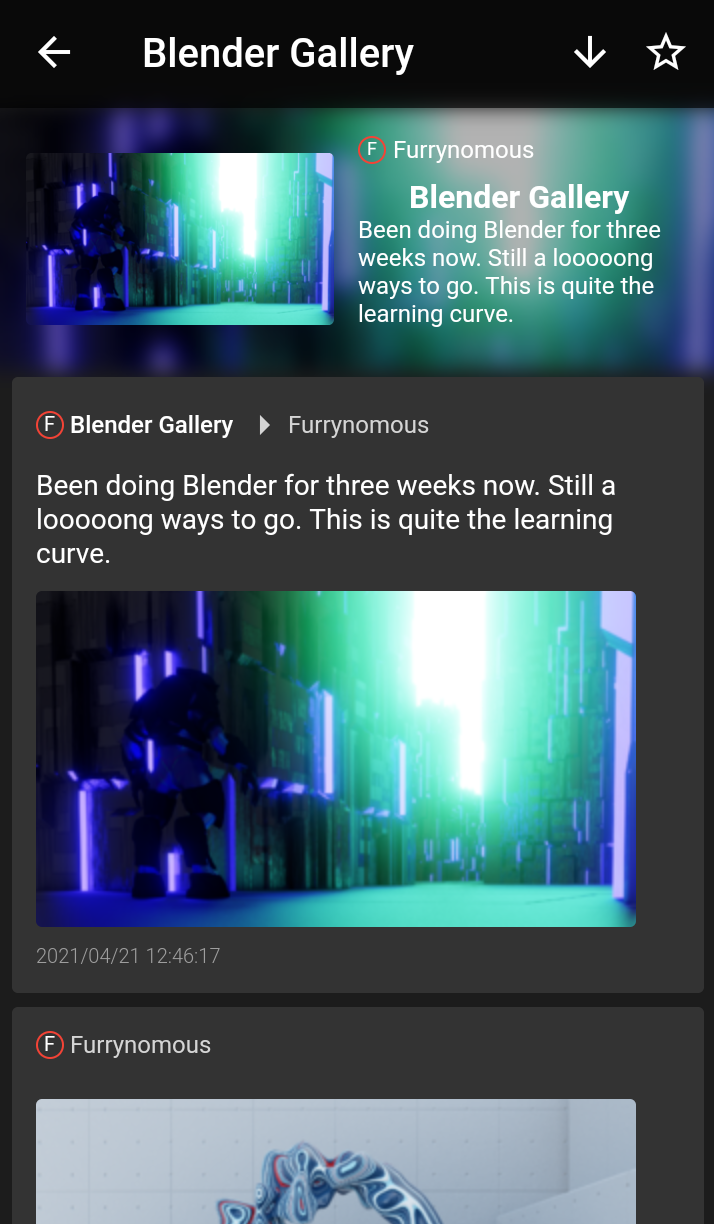 Blender Gallery
F Furrynomous
Blender Gallery
Been doing Blender for three
weeks now. Still a looooong
ways to go. This is quite the
learning curve.
F Blender Gallery Furrynomous
Been doing Blender for three weeks now. Still a
looooong ways to go. This is quite the learning
curve.
2021/04/21 12:46:17
F Furrynomous